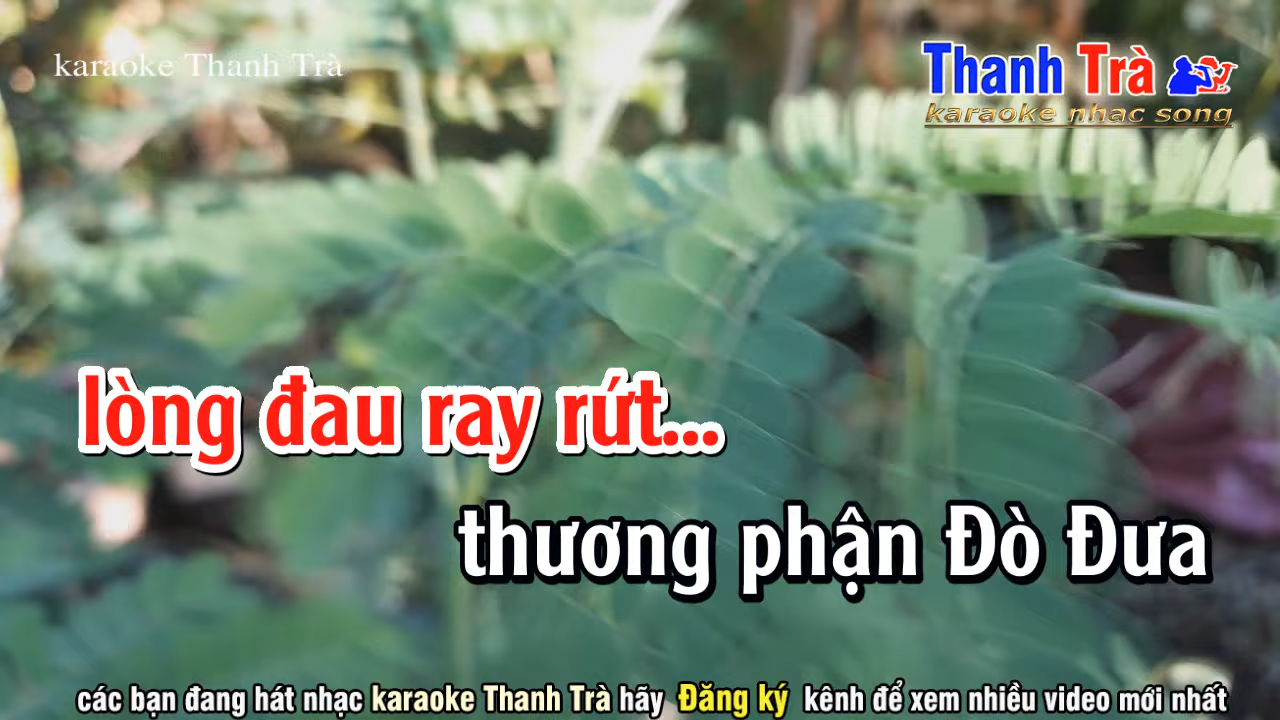 karaoke Thanh Trà
Thanh Trà
karaoke nhac song
lòng đau ray rứt...
thương phận Đò Đưa
các bạn đang hát nhạc karaoke Thanh Trà hãy Đăng ký kênh để xem nhiều video mới nhất